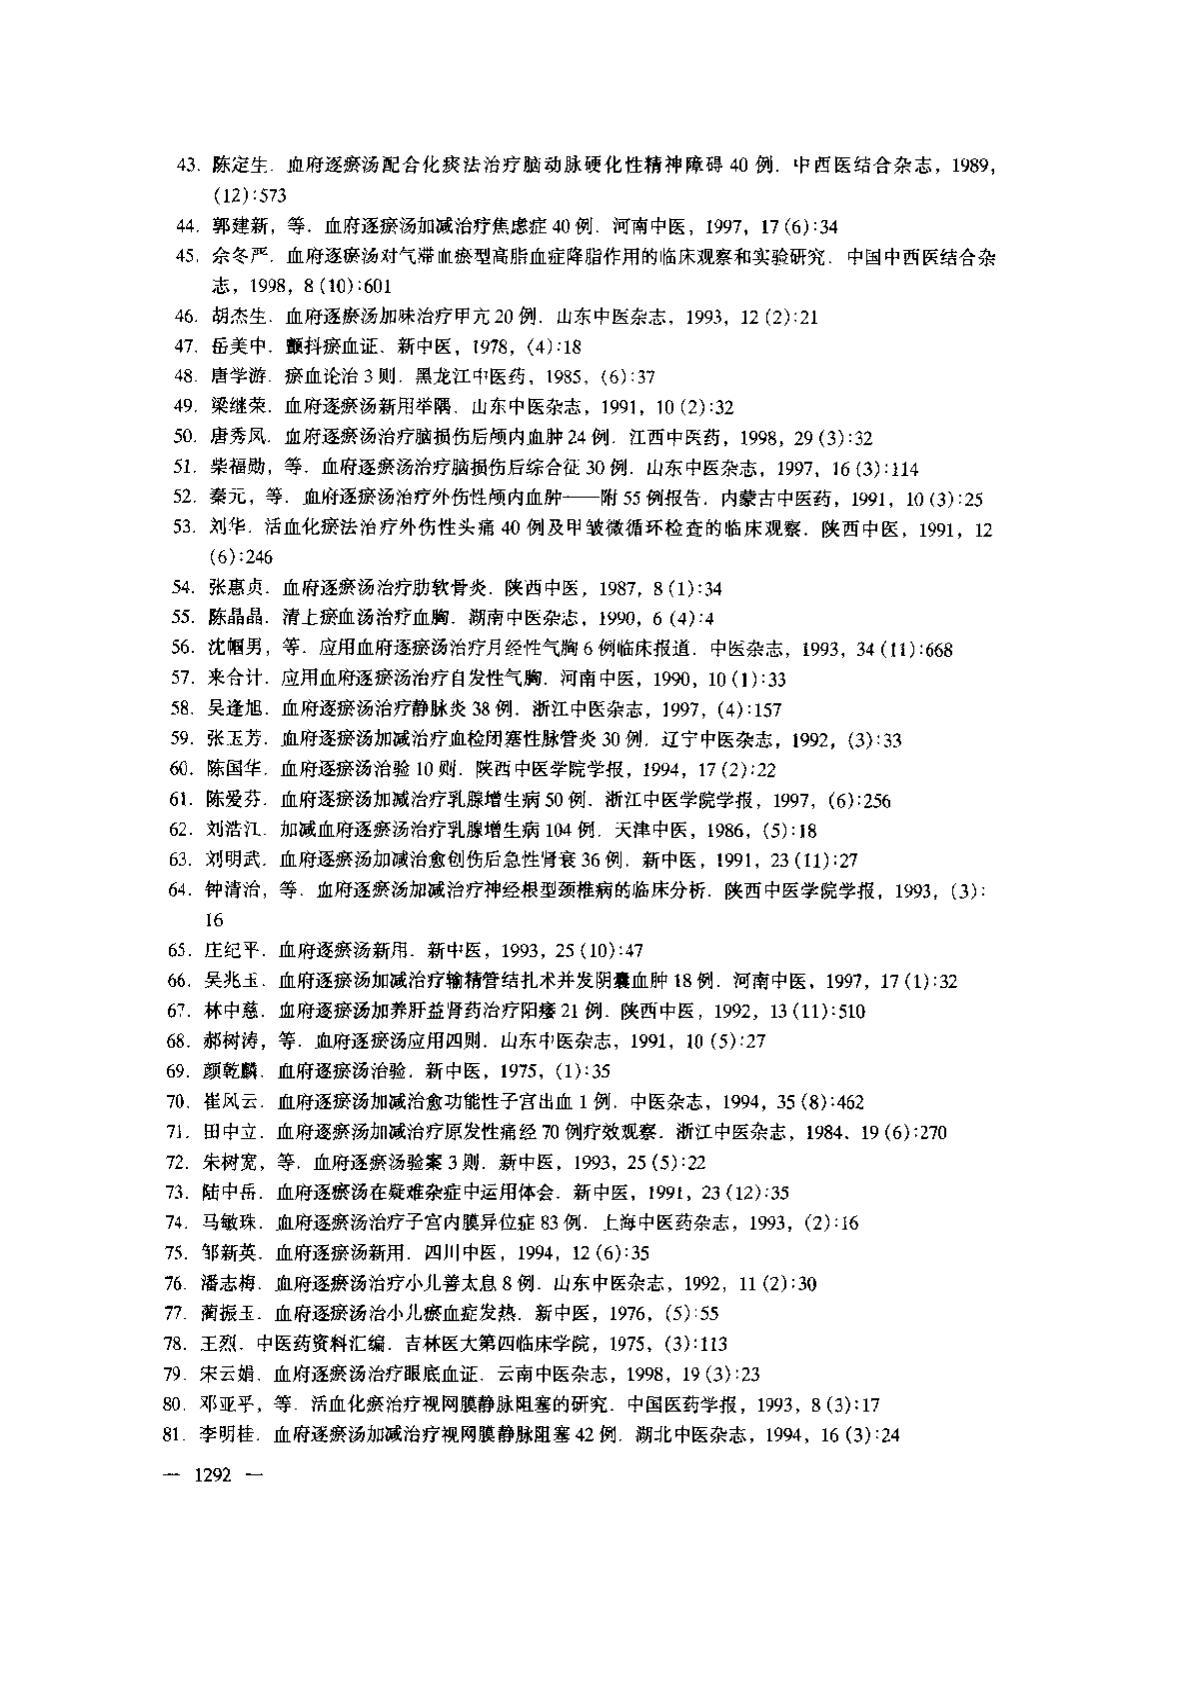 43. 陈定生. 血府逐瘀汤配合化痰法治疗脑动脉硬化性精神障碍 40 例. 中西医结合杂志, 1989,
(12):573
44. 郭建新, 等. 血府逐瘀汤加减治疗焦虑症 40 例. 河南中医, 1997, 17 (6):34
45. 佘冬严. 血府逐瘀汤对气滞血瘀型高脂血症降脂作用的临床观察和实验研究. 中国中西医结合杂
志, 1998, 8 (10):601
46. 胡杰生. 血府逐瘀汤加味治疗甲亢 20 例. 山东中医杂志, 1993, 12 (2):21
47. 岳美中. 颤抖瘀血证. 新中医, 1978, (4):18
48. 唐学游. 瘀血论治 3 则. 黑龙江中医药, 1985, (6):37
49. 梁继荣. 血府逐瘀汤新用举隅. 山东中医杂志, 1991, 10 (2):32
50. 唐秀凤. 血府逐瘀汤治疗脑损伤后颅内血肿 24 例. 江西中医药, 1998, 29 (3):32
51. 柴福勋, 等. 血府逐瘀汤治疗脑损伤后综合征 30 例. 山东中医杂志, 1997, 16 (3):114
52. 秦元, 等. 血府逐瘀汤治疗外伤性颅内血肿——附 55 例报告. 内蒙古中医药, 1991, 10 (3):25
53. 刘华. 活血化瘀法治疗外伤性头痛 40 例及甲皱微循环检查的临床观察. 陕西中医, 1991, 12
(6):246
54. 张惠贞. 血府逐瘀汤治疗肋软骨炎. 陕西中医, 1987, 8 (1):34
55. 陈晶晶. 清上瘀血汤治疗血胸. 湖南中医杂志, 1990, 6 (4):4
56. 沈帼男, 等. 应用血府逐瘀汤治疗月经性气胸 6 例临床报道. 中医杂志, 1993, 34 (11):668
57. 来合计. 应用血府逐瘀汤治疗自发性气胸. 河南中医, 1990, 10 (1):33
58. 吴逢旭. 血府逐瘀汤治疗静脉炎 38 例. 浙江中医杂志, 1997, (4):157
59. 张玉芳. 血府逐瘀汤加减治疗血检闭塞性脉管炎 30 例. 辽宁中医杂志, 1992, (3):33
60. 陈国华. 血府逐瘀汤治验 10 则. 陕西中医学院学报, 1994, 17 (2):22
61. 陈爱芬. 血府逐瘀汤加减治疗乳腺增生病 50 例. 浙江中医学院学报, 1997, (6):256
62. 刘浩江. 加减血府逐瘀汤治疗乳腺增生病 104 例. 天津中医, 1986, (5):18
63. 刘明武. 血府逐瘀汤加减治愈创伤后急性肾衰 36 例. 新中医, 1991, 23 (11):27
64. 钟清治, 等. 血府逐瘀汤加减治疗神经根型颈椎病的临床分析. 陕西中医学院学报, 1993, (3):
16
65. 庄纪平. 血府逐瘀汤新用. 新中医, 1993, 25 (10):47
66. 吴兆玉. 血府逐瘀汤加减治疗输精管结扎术并发阴囊血肿 18 例. 河南中医, 1997, 17 (1):32
67. 林中慈. 血府逐瘀汤加养肝益肾药治疗阳痿 21 例. 陕西中医, 1992, 13 (11):510
68. 郝树涛, 等. 血府逐瘀汤应用四则. 山东中医杂志, 1991, 10 (5):27
69. 颜乾麟. 血府逐瘀汤治验. 新中医, 1975, (1):35
70. 崔风云. 血府逐瘀汤加减治愈功能性子宫出血 1 例. 中医杂志, 1994, 35 (8):462
71. 田中立. 血府逐瘀汤加减治疗原发性痛经 70 例疗效观察. 浙江中医杂志, 1984, 19 (6):270
72. 朱树宽, 等. 血府逐瘀汤验案 3 则. 新中医, 1993, 25 (5):22
73. 陆中岳. 血府逐瘀汤在疑难杂症中运用体会. 新中医, 1991, 23 (12):35
74. 马敏珠. 血府逐瘀汤治疗子宫内膜异位症 83 例. 上海中医药杂志, 1993, (2):16
75. 邹新英. 血府逐瘀汤新用. 四川中医, 1994, 12 (6):35
76. 潘志梅. 血府逐瘀汤治疗小儿善太息 8 例. 山东中医杂志, 1992, 11 (2):30
77. 蔺振玉. 血府逐瘀汤治小儿瘀血症发热. 新中医, 1976, (5):55
78. 王烈. 中医药资料汇编. 吉林医大第四临床学院, 1975, (3):113
79. 宋云娟. 血府逐瘀汤治疗眼底血证. 云南中医杂志, 1998, 19 (3):23
80. 邓亚平, 等. 活血化瘀治疗视网膜静脉阻塞的研究. 中国医药学报, 1993, 8 (3):17
81. 李明桂. 血府逐瘀汤加减治疗视网膜静脉阻塞 42 例. 湖北中医杂志, 1994, 16 (3):24
— 1292 —